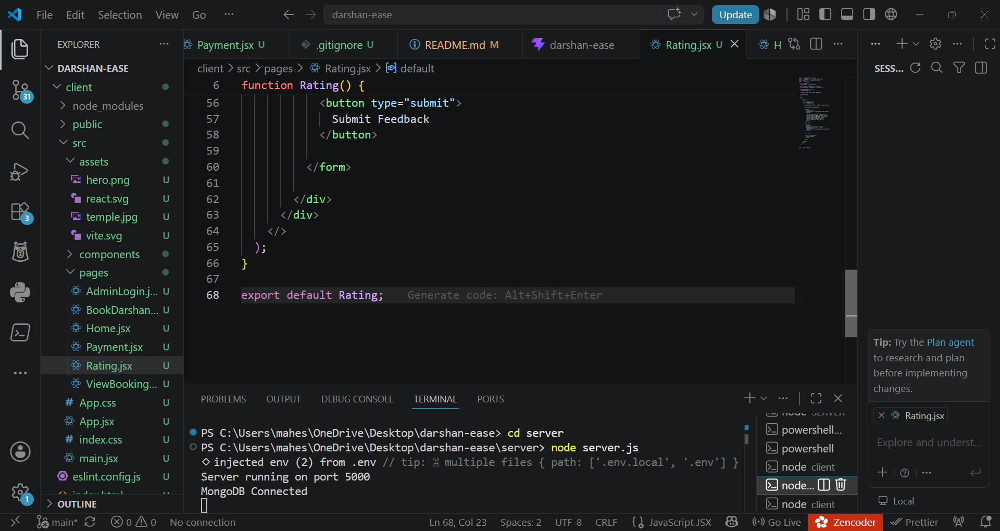 File Edit Selection View Go
darshan-ease
Update
EXPLORER
DARSHAN-EASE
client
node_modules
public
src
assets
hero.png U
react.svg U
temple.jpg U
vite.svg U
components
pages
AdminLogin.j... U
BookDarshan... U
Home.jsx U
Payment.jsx U
Rating.jsx U
ViewBooking... U
App.css U
App.jsx U
index.css U
main.jsx U
eslint.config.js U
index.html U
OUTLINE
31
3
1
Payment.jsx U
.gitignore U
README.md M
darshan-ease
Rating.jsx U
H
client > src > pages > Rating.jsx > default
6 function Rating() {
56 <button type="submit">
57 Submit Feedback
58 </button>
59
60 </form>
61
62 </div>
63 </div>
64 </>
65 );
66 }
67
68 export default Rating; Generate code: Alt+Shift+Enter
PROBLEMS OUTPUT DEBUG CONSOLE TERMINAL PORTS
PS C:\Users\mahes\OneDrive\Desktop\darshan-ease> cd server
PS C:\Users\mahes\OneDrive\Desktop\darshan-ease\server> node server.js
◇ injected env (2) from .env // tip: ⌘ multiple files { path: ['.env.local', '.env'] }
Server running on port 5000
MongoDB Connected
node SERVER
powershell...
powershell
node client
node...
node client
SESS...
Tip: Try the Plan agent
to research and plan
before implementing
changes.
Rating.jsx
Explore and underst...
Local
main* 0 0 No connection
Ln 68, Col 23 Spaces: 2 UTF-8 CRLF {} JavaScript JSX Go Live Zencoder Prettier